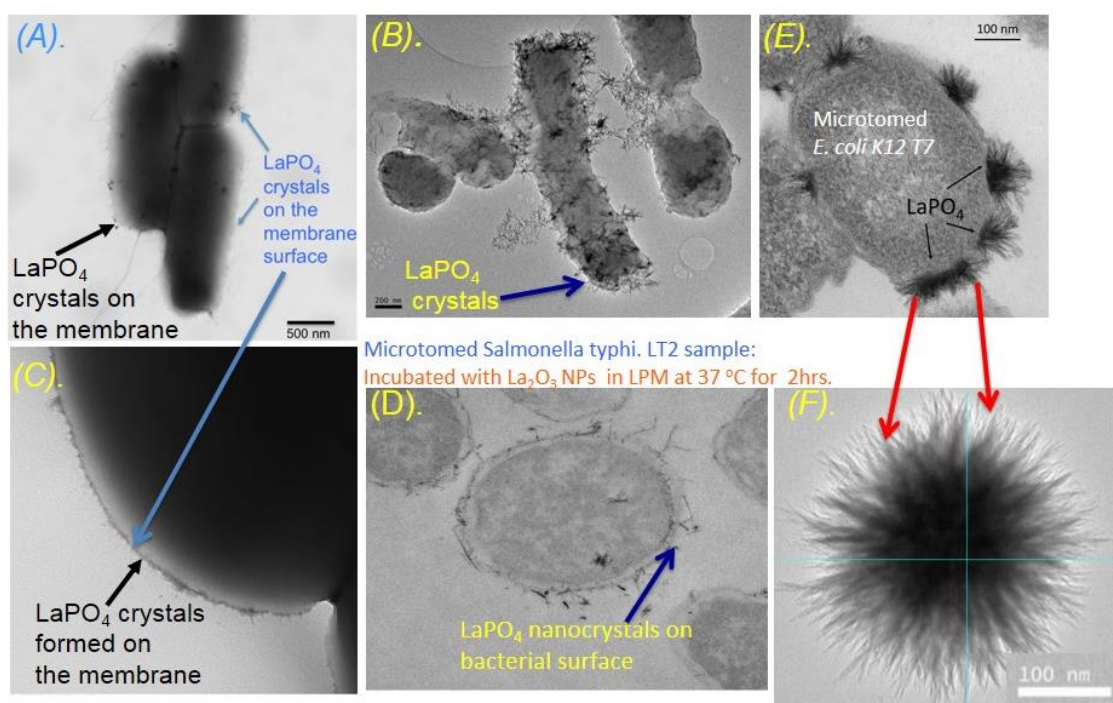 (A).
LaPO₄
crystals
on the
membrane
surface
LaPO₄
crystals on
the membrane
500 nm
(B).
LaPO₄
crystals
200 nm
(E).
100 nm
Microtomed
E. coli K12 T7
LaPO₄
Microtomed Salmonella typhi. LT2 sample:
Incubated with La₂O₃ NPs in LPM at 37 °C for 2hrs.
(C).
LaPO₄ crystals
formed on
the membrane
(D).
LaPO₄ nanocrystals on
bacterial surface
(F).
100 nm